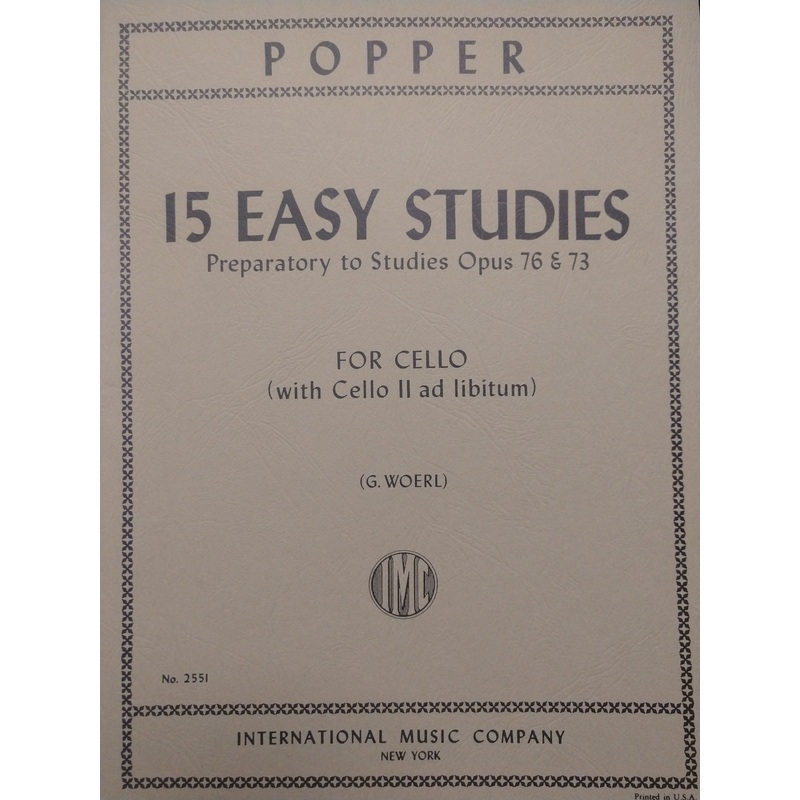 POPPER
15 EASY STUDIES
Preparatory to Studies Opus 76 & 73
FOR CELLO
(with Cello II ad libitum)
(G. WOERL)
IMC
No. 2551
INTERNATIONAL MUSIC COMPANY
NEW YORK
Printed in U.S.A.